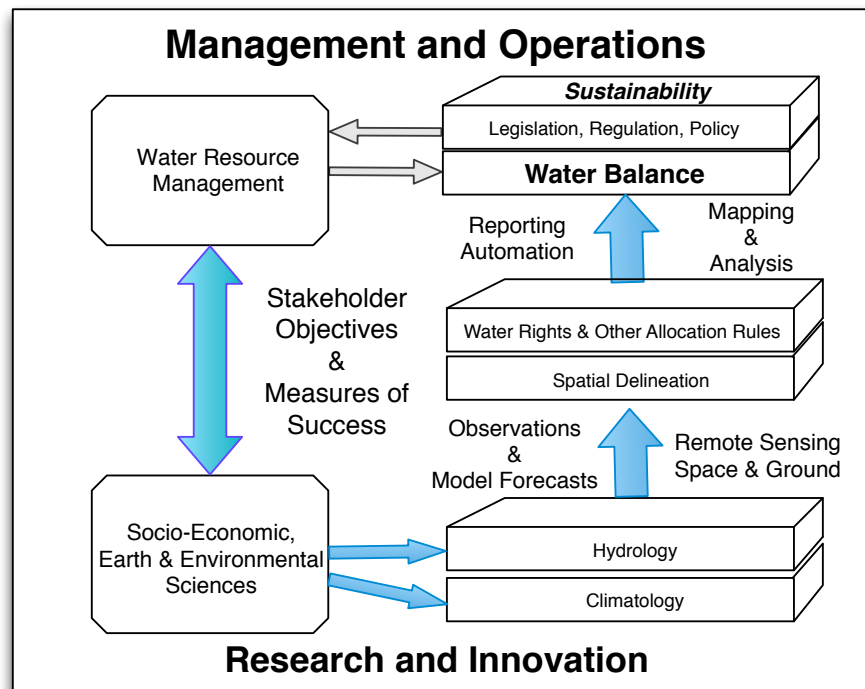 Management and Operations
Sustainability
Legislation, Regulation, Policy
Water Balance
Water Resource
Management
Reporting
Automation
Mapping
&
Analysis
Stakeholder
Objectives
&
Measures of
Success
Water Rights & Other Allocation Rules
Spatial Delineation
Observations
&
Model Forecasts
Remote Sensing
Space & Ground
Socio-Economic,
Earth & Environmental
Sciences
Hydrology
Climatology
Research and Innovation